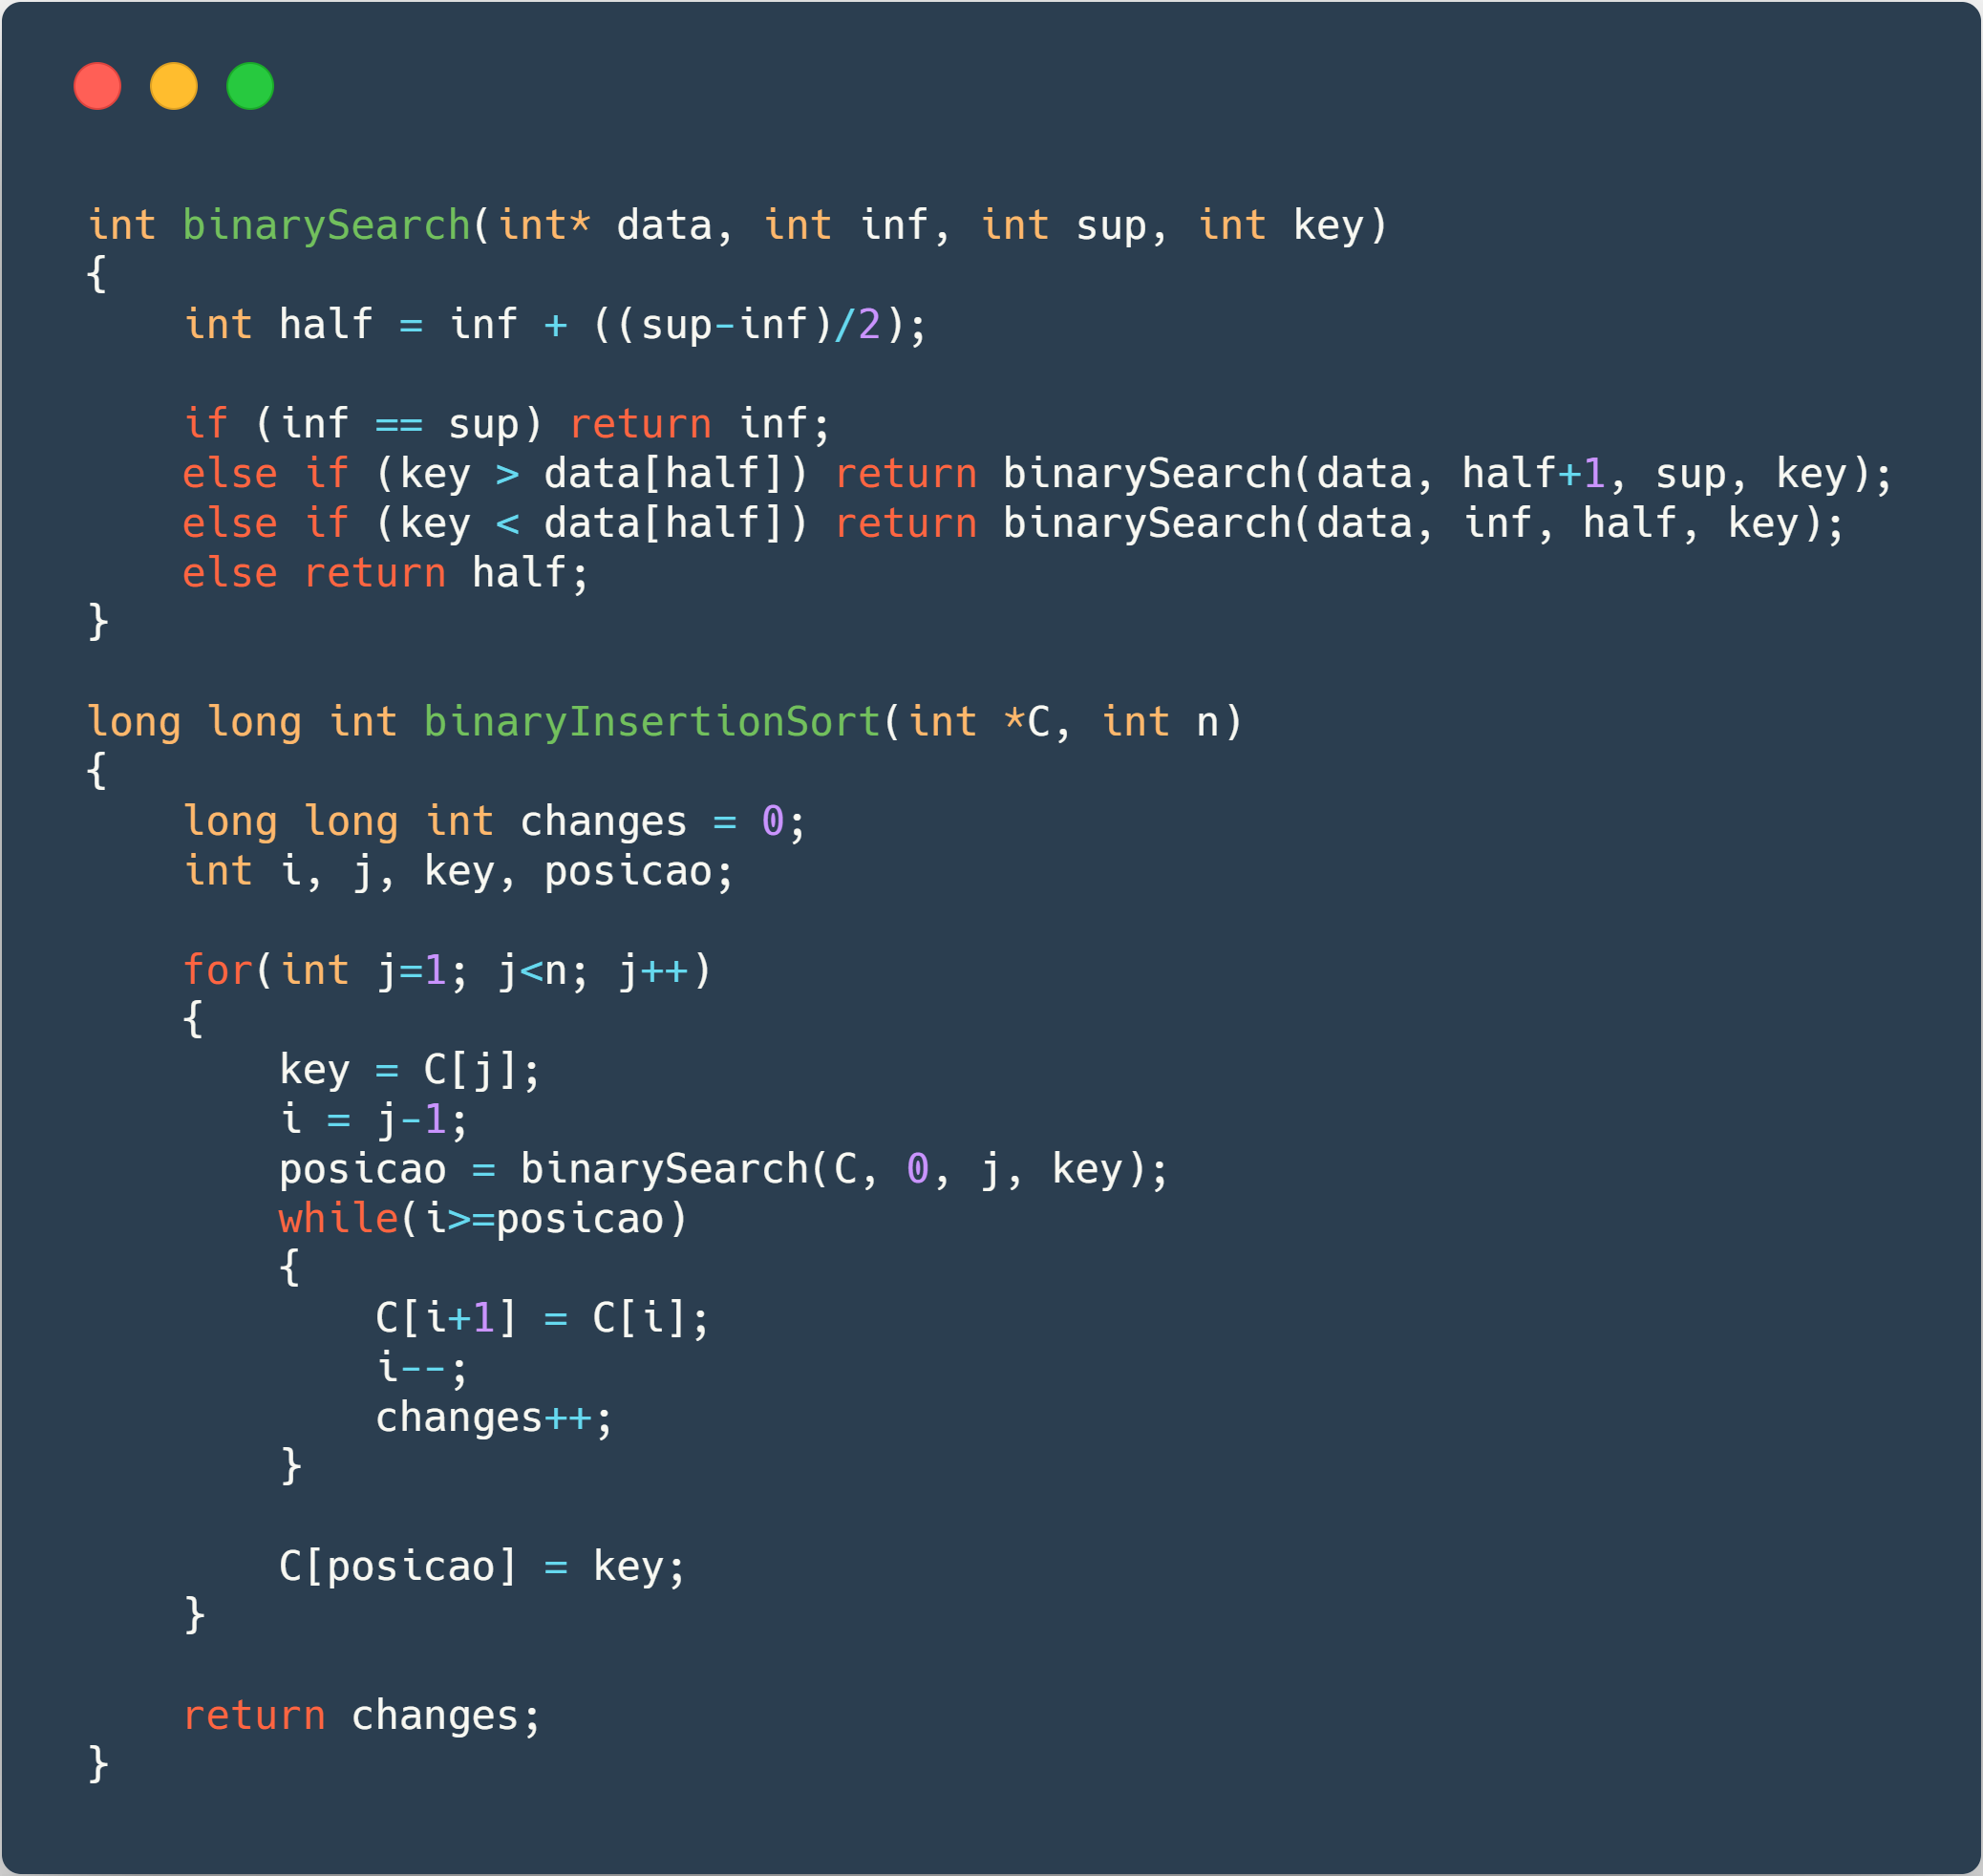 int binarySearch(int* data, int inf, int sup, int key)
{
    int half = inf + ((sup-inf)/2);

    if (inf == sup) return inf;
    else if (key > data[half]) return binarySearch(data, half+1, sup, key);
    else if (key < data[half]) return binarySearch(data, inf, half, key);
    else return half;
}

long long int binaryInsertionSort(int *C, int n)
{
    long long int changes = 0;
    int i, j, key, posicao;

    for(int j=1; j<n; j++)
    {
        key = C[j];
        i = j-1;
        posicao = binarySearch(C, 0, j, key);
        while(i>=posicao)
        {
            C[i+1] = C[i];
            i--;
            changes++;
        }

        C[posicao] = key;
    }

    return changes;
}